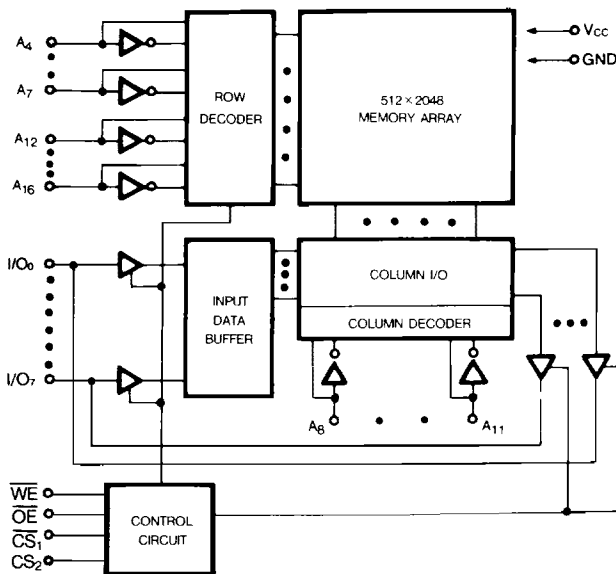 A4
A7
A12
A16
ROW
DECODER
512 × 2048
MEMORY ARRAY
VCC
GND
I/O0
I/O7
INPUT
DATA
BUFFER
COLUMN I/O
COLUMN DECODER
A8
A11
WE
OE
CS1
CS2
CONTROL
CIRCUIT